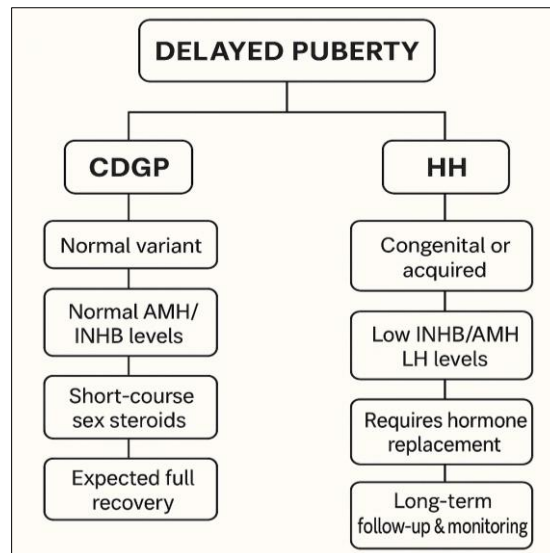 DELAYED PUBERTY
CDGP
Normal variant
Normal AMH/
INHB levels
Short-course
sex steroids
Expected full
recovery
HH
Congenital or
acquired
Low INHB/AMH
LH levels
Requires hormone
replacement
Long-term
follow-up & monitoring